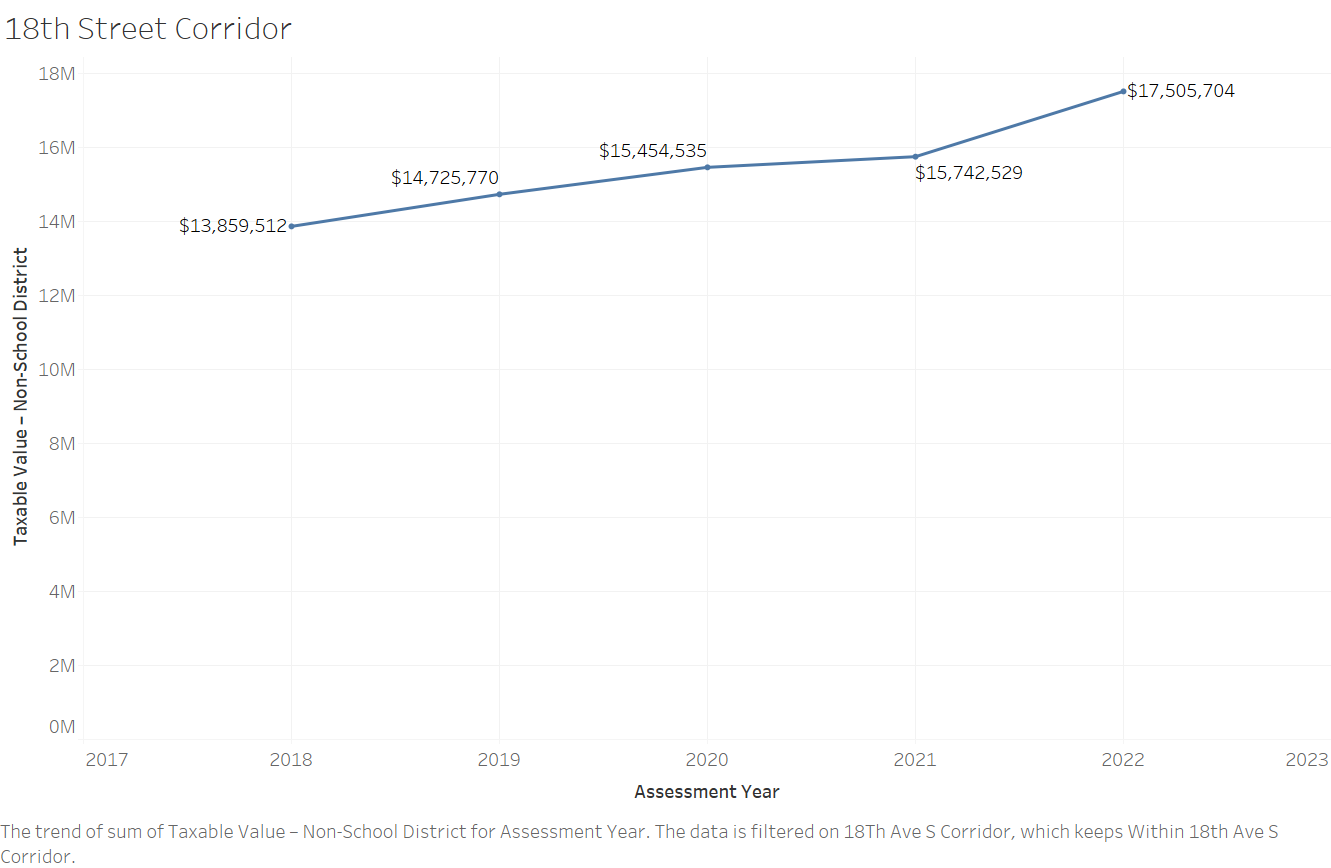 18th Street Corridor
18M
$17,505,704
16M
$15,454,535
$15,742,529
$14,725,770
14M
$13,859,512
12M
10M
8M
6M
4M
2M
0M
Taxable Value – Non-School District
2017 2018 2019 2020 2021 2022 2023
Assessment Year
The trend of sum of Taxable Value – Non-School District for Assessment Year. The data is filtered on 18Th Ave S Corridor, which keeps Within 18th Ave S
Corridor.